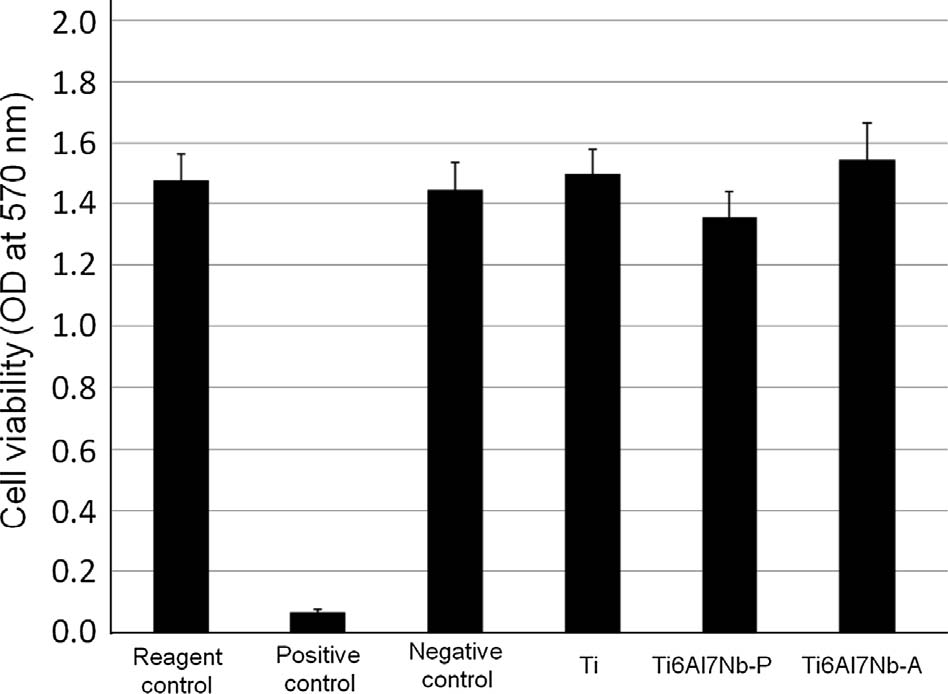 Cell viability (OD at 570 nm)
2.0
1.8
1.6
1.4
1.2
1.0
0.8
0.6
0.4
0.2
0.0
Reagent
control
Positive
control
Negative
control
Ti
Ti6Al7Nb-P
Ti6Al7Nb-A